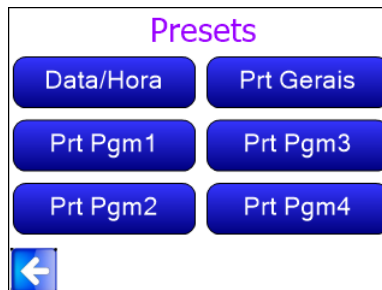 Presets
Data/Hora
Prt Gerais
Prt Pgm1
Prt Pgm3
Prt Pgm2
Prt Pgm4